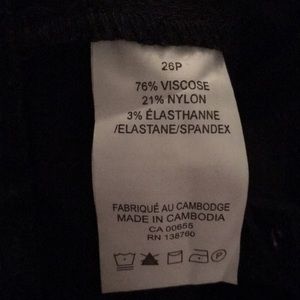 26P
76% VISCOSE
21% NYLON
3% ÉLASTHANNE
/ELASTANE/SPANDEX
FABRIQUÉ AU CAMBODGE
MADE IN CAMBODIA
CA 00655
RN 138760